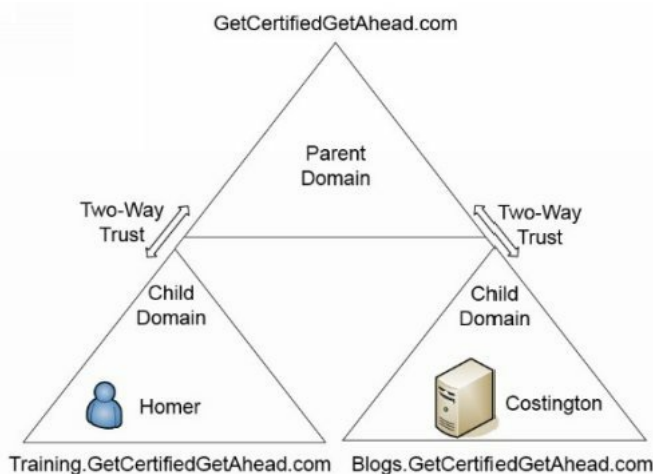 GetCertifiedGetAhead.com
Parent
Domain
Two-Way
Trust
Two-Way
Trust
Child
Domain
Child
Domain
Homer
Costington
Training.GetCertifiedGetAhead.com
Blogs.GetCertifiedGetAhead.com